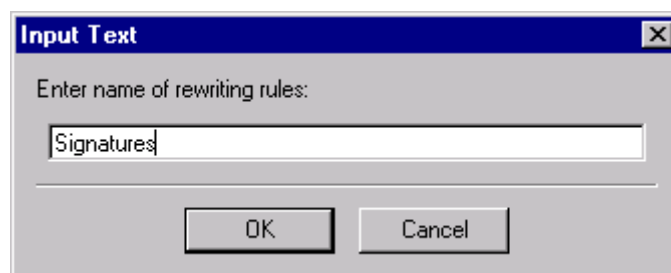 Input Text
Enter name of rewriting rules:
Signatures
OK Cancel